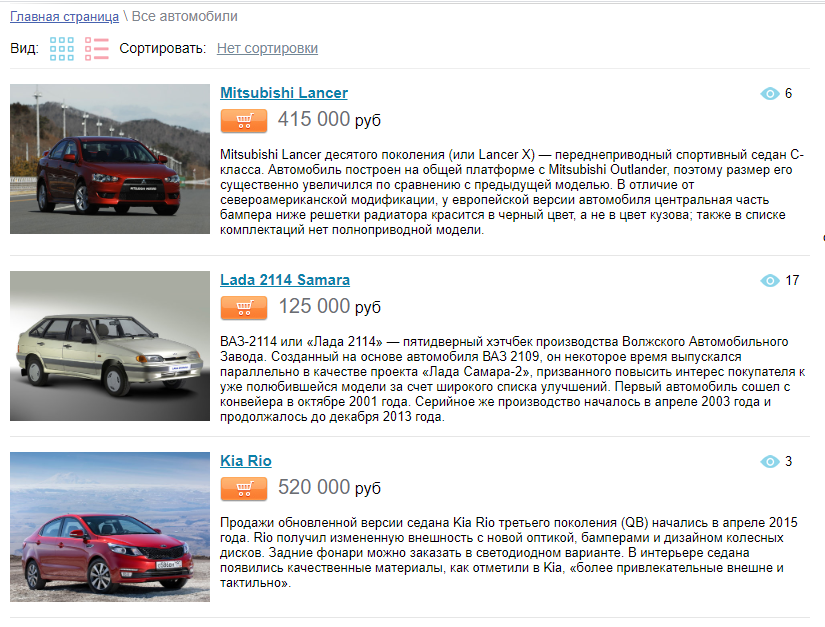 Главная страница \ Все автомобили
Вид: Сортировать: Нет сортировки
Mitsubishi Lancer
6
415 000 руб
Mitsubishi Lancer десятого поколения (или Lancer X) — переднеприводный спортивный седан С-
класса. Автомобиль построен на общей платформе с Mitsubishi Outlander, поэтому размер его
существенно увеличился по сравнению с предыдущей моделью. В отличие от
североамериканской модификации, у европейской версии автомобиля центральная часть
бампера ниже решетки радиатора красится в черный цвет, а не в цвет кузова; также в списке
комплектаций нет полноприводной модели.
Lada 2114 Samara
17
125 000 руб
ВАЗ-2114 или «Лада 2114» — пятидверный хэтчбек производства Волжского Автомобильного
Завода. Созданный на основе автомобиля ВАЗ 2109, он некоторое время выпускался
параллельно в качестве проекта «Лада Самара-2», призванного повысить интерес покупателя к
уже полюбившейся модели за счет широкого списка улучшений. Первый автомобиль сошел с
конвейера в октябре 2001 года. Серийное же производство началось в апреле 2003 года и
продолжалось до декабря 2013 года.
Kia Rio
3
520 000 руб
Продажи обновленной версии седана Kia Rio третьего поколения (QB) начались в апреле 2015
года. Rio получил измененную внешность с новой оптикой, бамперами и дизайном колесных
дисков. Задние фонари можно заказать в светодиодном варианте. В интерьере седана
появились качественные материалы, как отметили в Kia, «более привлекательные внешне и
тактильно».